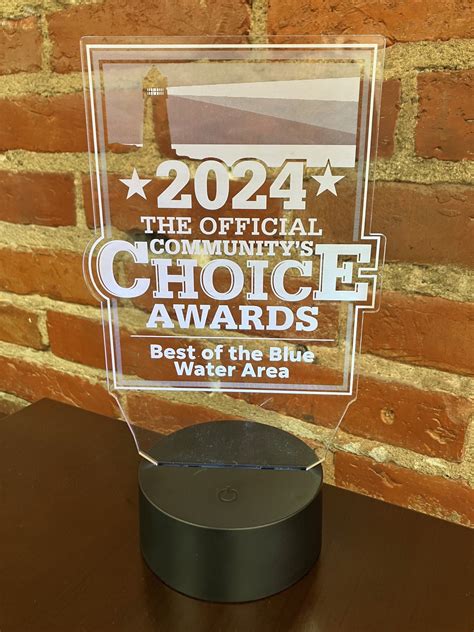 2024
THE OFFICIAL
COMMUNITY'S
CHOICE
AWARDS
Best of the Blue
Water Area